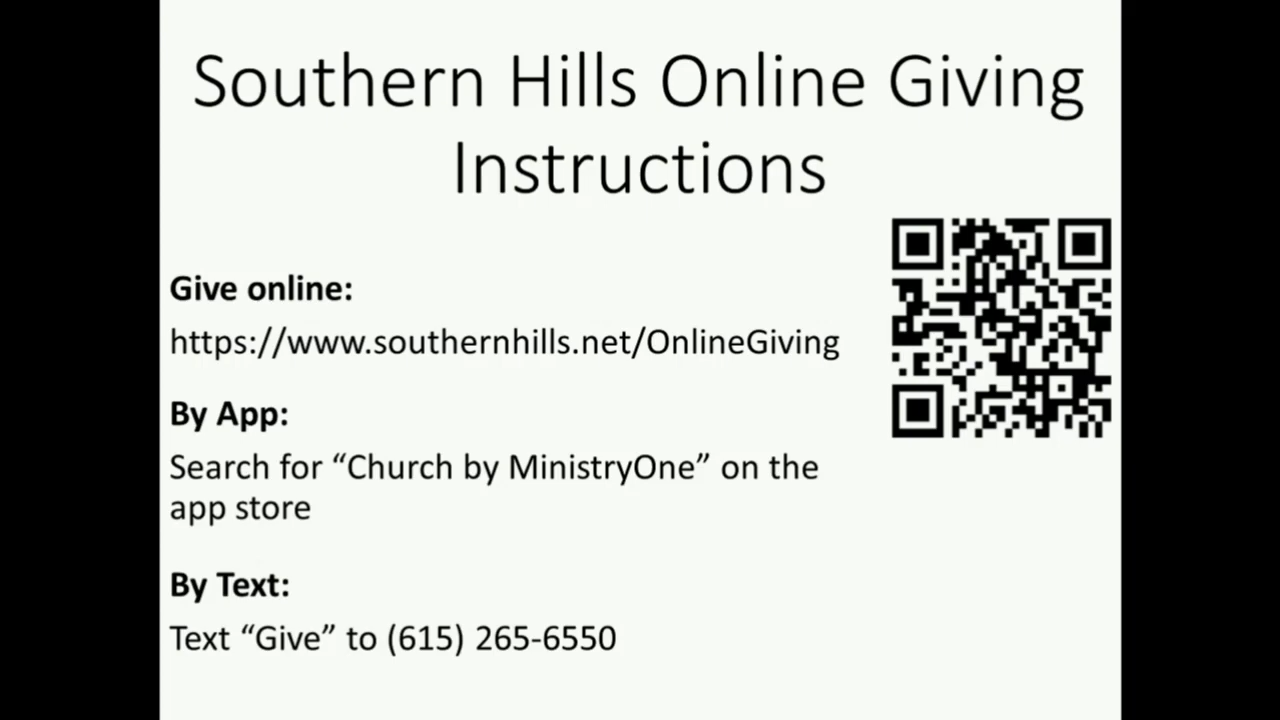 Southern Hills Online Giving
Instructions
Give online:
https://www.southernhills.net/OnlineGiving
By App:
Search for “Church by MinistryOne” on the
app store
By Text:
Text “Give” to (615) 265-6550